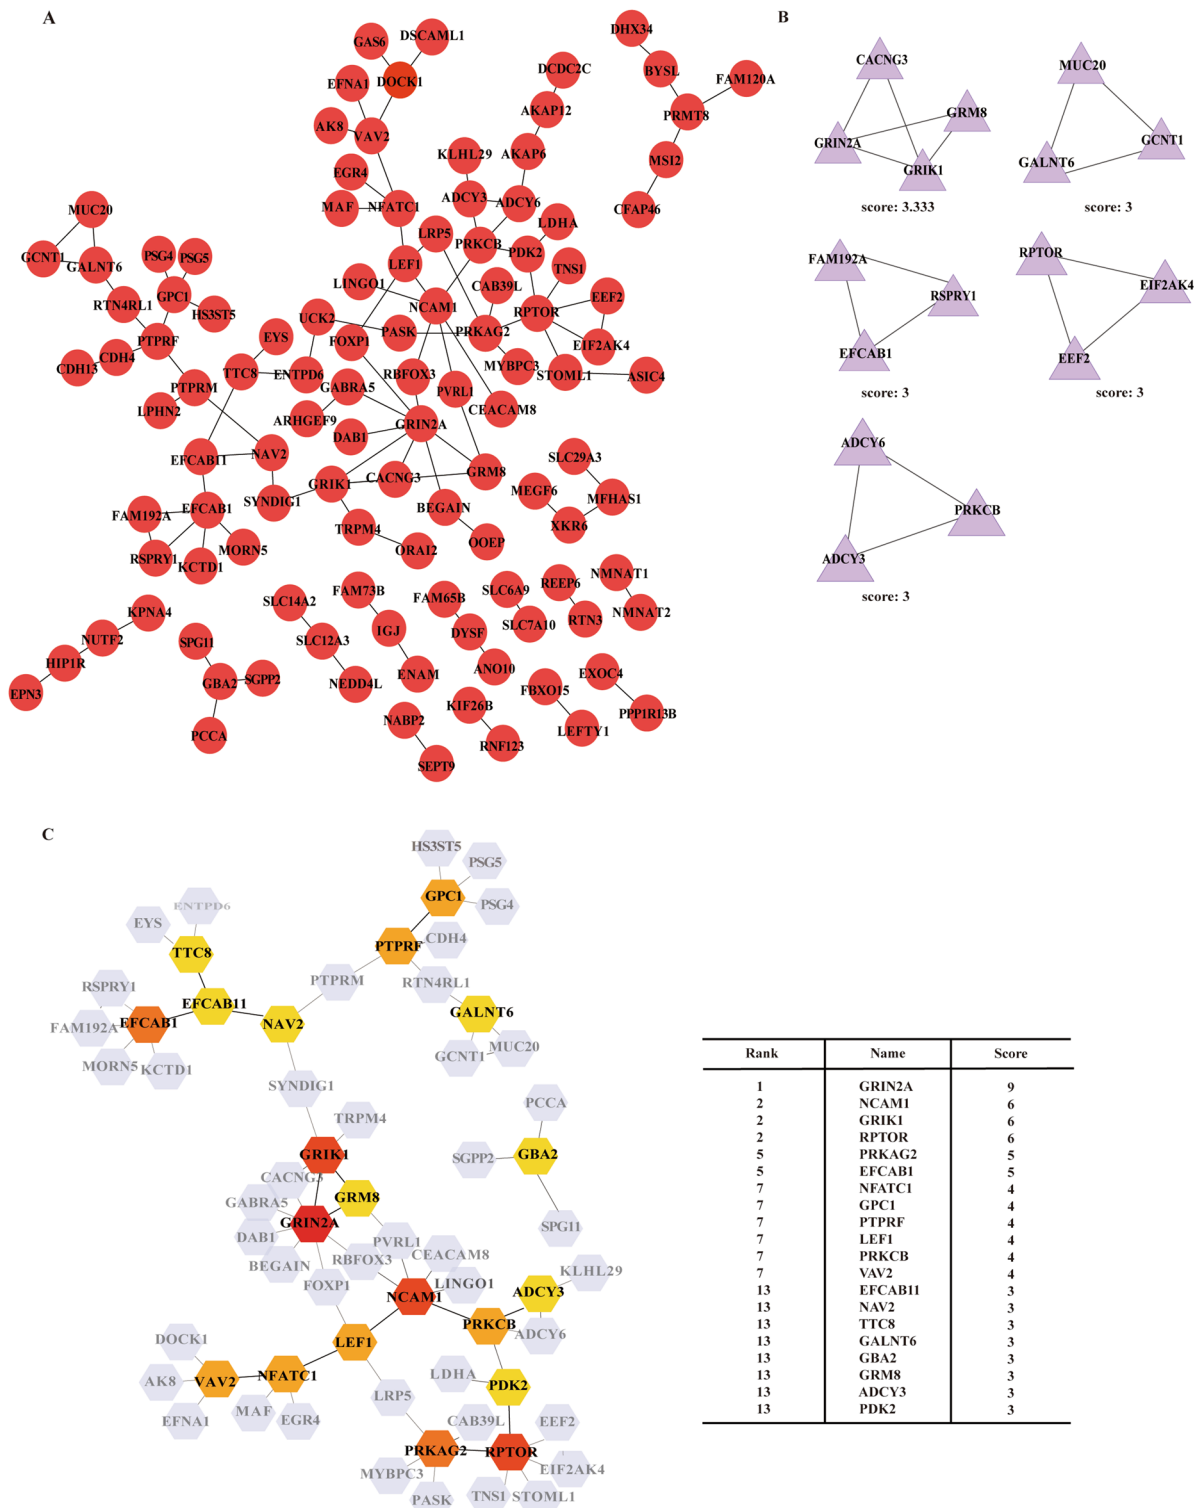 A
GAS6
DSCAML1
DOCK1
EFNA1
AK8
VAV2
EGR4
MAF
NFATC1
DCDC2C
AKAP12
KLHL29
AKAP6
ADCY3
ADCY6
LRP5
PRKCB
LDHA
PDK2
LEF1
DHX34
BYSL
FAM120A
PRMT8
MSI2
CFAP46
MUC20
GCNT1
GALNT6
PSG4
PSG5
GPC1
RTN4RL1
HS3ST5
PTPRF
CDH4
CDH13
LINGO1
NCAM1
CAB39L
TNS1
EEF2
RPTOR
UCK2
FOXP1
PASK
PRKAG2
EIF2AK4
MYBPC3
STOML1
ASIC4
EYS
TTC8
ENTPD6
PTPRM
LPHN2
RBFOX3
GABRA5
PVRL1
CEACAM8
ARHGEF9
DAB1
GRIN2A
EFCAB11
NAV2
SYNDIG1
GRIK1
CACNG3
GRM8
SLC29A3
MEGF6
MFHAS1
XKR6
BEGAIN
OOEP
TRPM4
ORAI2
FAM192A
EFCAB1
RSPRY1
KCTD1
MORN5
KPNA4
NUTF2
HIP1R
EPN3
SPG11
GBA2
SGPP2
PCCA
SLC14A2
SLC12A3
NEDD4L
FAM73B
IGJ
ENAM
FAM65B
DYSF
ANO10
SLC6A9
SLC7A10
REEP6
RTN3
NMNAT1
NMNAT2
NABP2
SEPT9
KIF26B
RNF123
FBXO15
LEFTY1
EXOC4
PPP1R13B
B
CACNG3
GRM8
GRIN2A
GRIK1
score: 3.333
MUC20
GCNT1
GALNT6
score: 3
FAM192A
RSPRY1
EFCAB1
score: 3
RPTOR
EIF2AK4
EEF2
score: 3
ADCY6
PRKCB
ADCY3
score: 3
C
HS3ST5
PSG5
GPC1
PSG4
ENTPD6
EYS
TTC8
PTPRF
CDH4
PTPRM
RTN4RL1
RSPRY1
EFCAB11
FAM192A
EFCAB1
NAV2
GALNT6
MORN5
KCTD1
GCNT1
MUC20
SYNDIG1
TRPM4
PCCA
GRIK1
SGPP2
GBA2
CACNG3
GABRA5
GRM8
GRIN2A
SPG11
DAB1
PVRL1
BEGAIN
RBFOX3
CEACAM8
FOXP1
LINGO1
KLHL29
NCAM1
ADCY3
PRKCB
ADCY6
DOCK1
LEF1
LDHA
PDK2
AK8
VAV2
NFATC1
LRP5
EFNA1
MAF
EGR4
CAB39L
EEF2
PRKAG2
RPTOR
MYBPC3
EIF2AK4
PASK
TNS1
STOML1
Rank Name Score
1 GRIN2A 9
2 NCAM1 6
2 GRIK1 6
2 RPTOR 6
5 PRKAG2 5
5 EFCAB1 5
7 NFATC1 4
7 GPC1 4
7 PTPRF 4
7 LEF1 4
7 PRKCB 4
7 VAV2 4
13 EFCAB11 3
13 NAV2 3
13 TTC8 3
13 GALNT6 3
13 GBA2 3
13 GRM8 3
13 ADCY3 3
13 PDK2 3